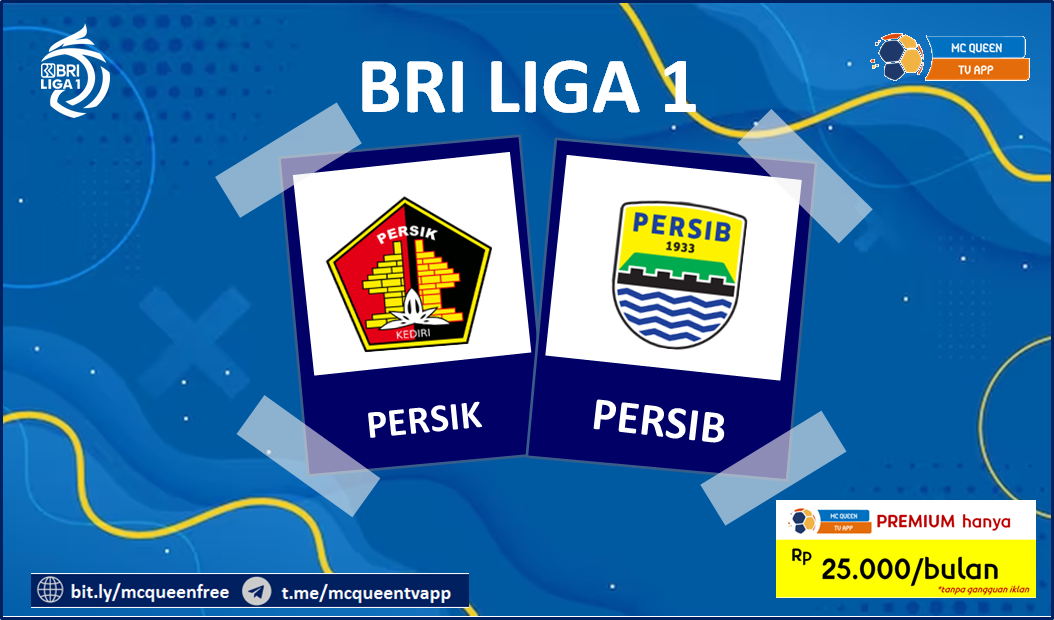 BRI
LIGA 1
BRI LIGA 1
MC QUEEN
TV APP
PERSIK
KEDIRI
PERSIB
1933
PERSIK
PERSIB
MC QUEEN
TV APP
PREMIUM hanya
Rp 25.000/bulan
*tanpa gangguan iklan
bit.ly/mcqueenfree
t.me/mcqueentvapp